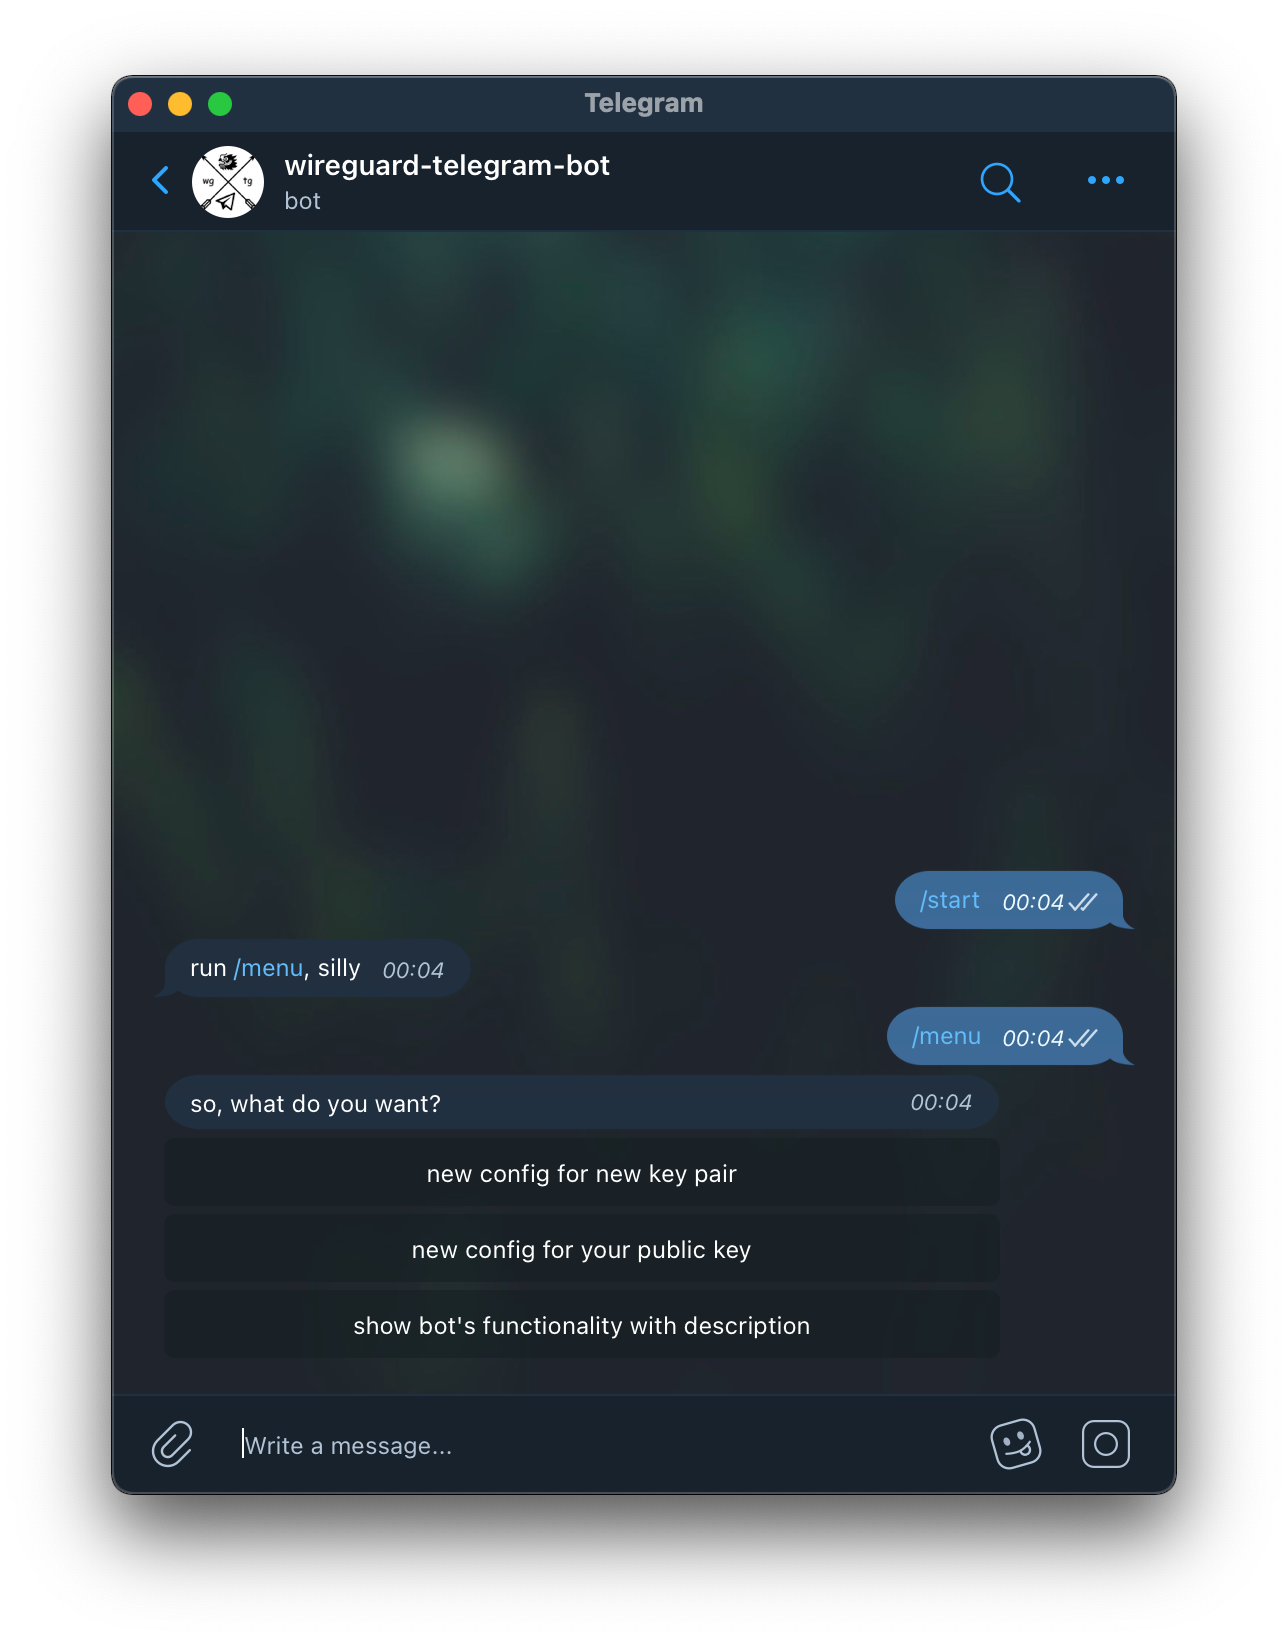 Telegram
wg tg
wireguard-telegram-bot
bot
/start 00:04
run /menu, silly 00:04
/menu 00:04
so, what do you want? 00:04
new config for new key pair
new config for your public key
show bot's functionality with description
Write a message...